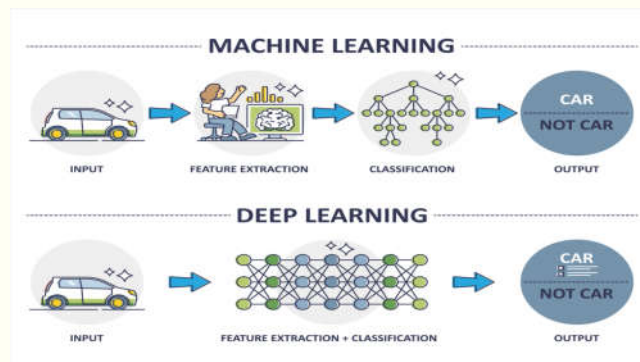 MACHINE LEARNING
CAR
NOT CAR
INPUT
FEATURE EXTRACTION
CLASSIFICATION
OUTPUT
DEEP LEARNING
CAR
NOT CAR
INPUT
FEATURE EXTRACTION + CLASSIFICATION
OUTPUT